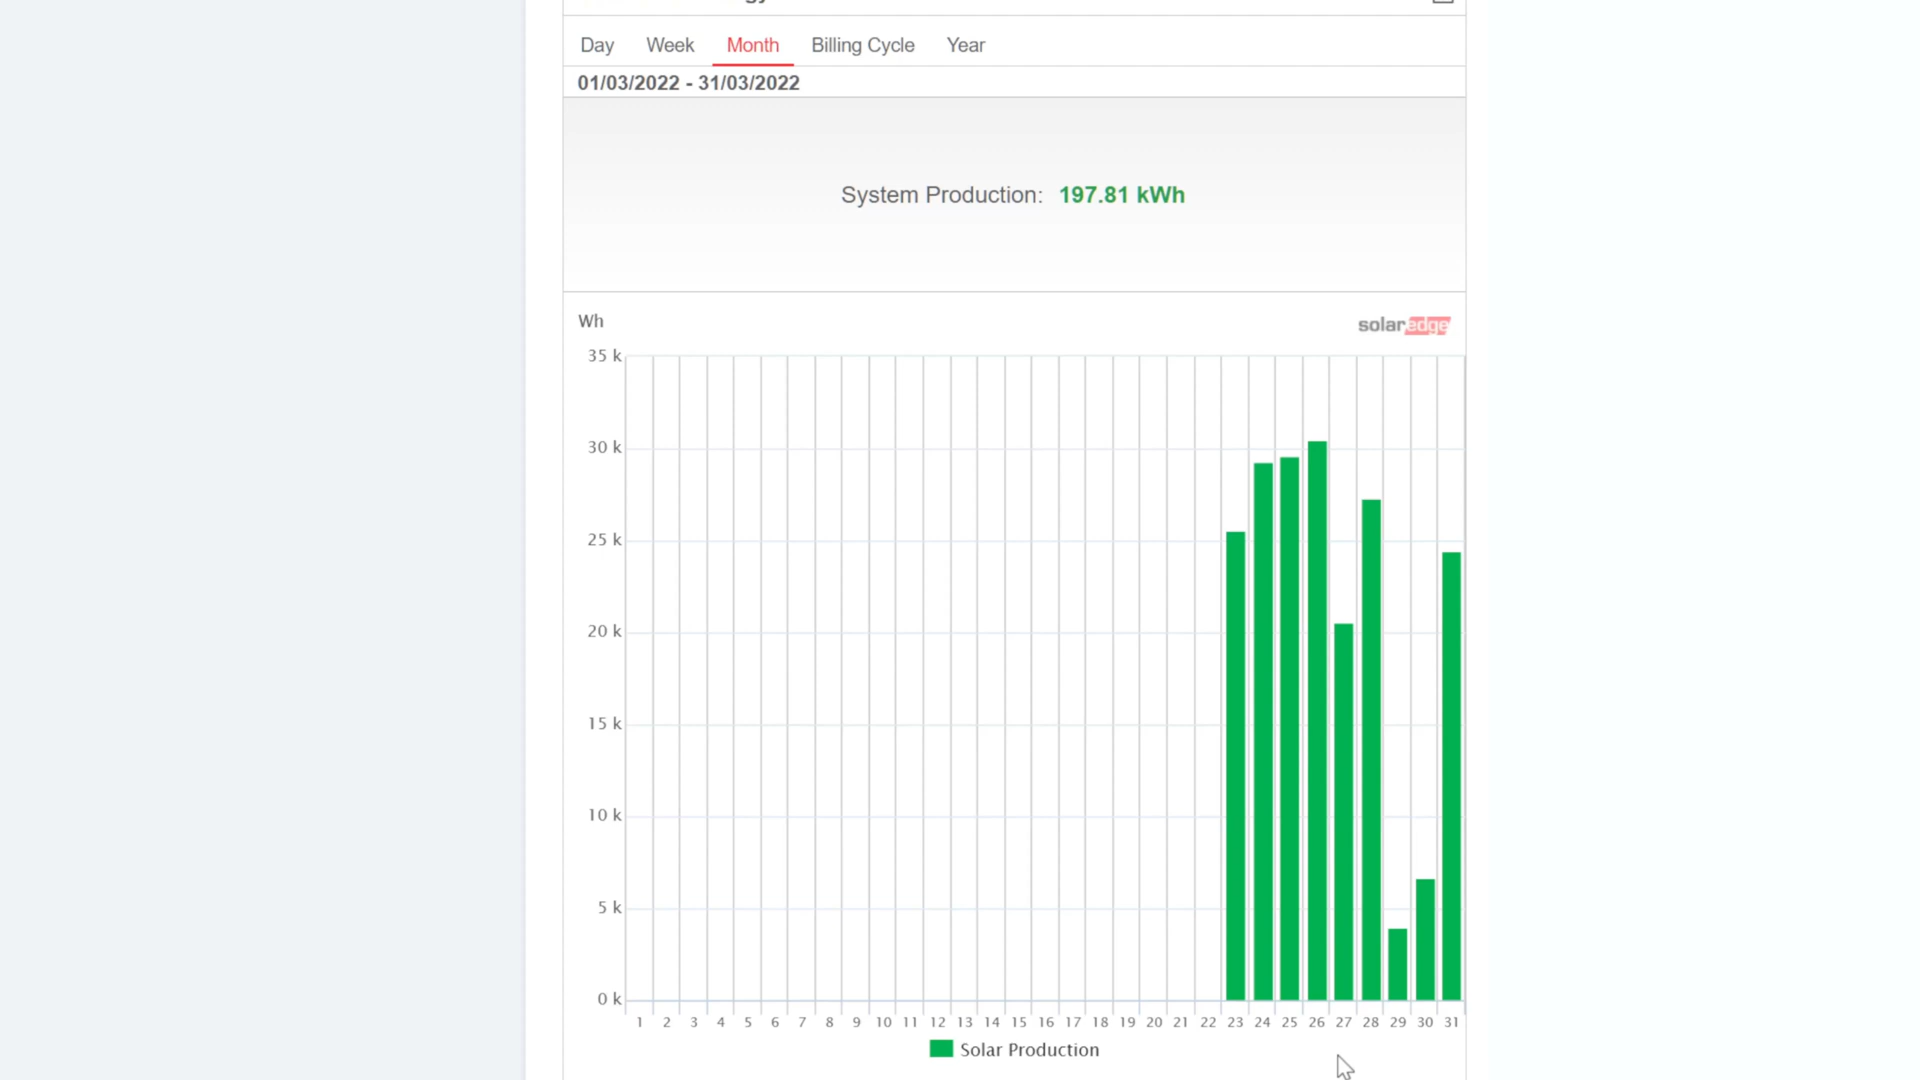 Day Week Month Billing Cycle Year
01/03/2022 - 31/03/2022
System Production: 197.81 kWh
Wh
solaredge
35 k
30 k
25 k
20 k
15 k
10 k
5 k
0 k
1 2 3 4 5 6 7 8 9 10 11 12 13 14 15 16 17 18 19 20 21 22 23 24 25 26 27 28 29 30 31
Solar Production